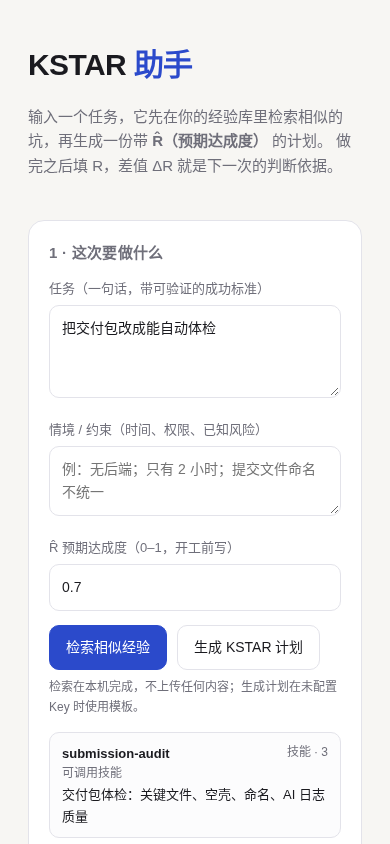 KSTAR 助手
输入一个任务，它先在你的经验库里检索相似的
坑，再生成一份带 R̂（预期达成度） 的计划。 做
完之后填 R，差值 ΔR 就是下一次的判断依据。
1 · 这次要做什么
任务（一句话，带可验证的成功标准）
把交付包改成能自动体检
情境 / 约束（时间、权限、已知风险）
例：无后端；只有 2 小时；提交文件命名
不统一
R̂ 预期达成度（0–1，开工前写）
0.7
检索相似经验
生成 KSTAR 计划
检索在本机完成，不上传任何内容；生成计划在未配置
Key 时使用模板。
submission-audit
技能 · 3
可调用技能
交付包体检：关键文件、空壳、命名、AI 日志
质量